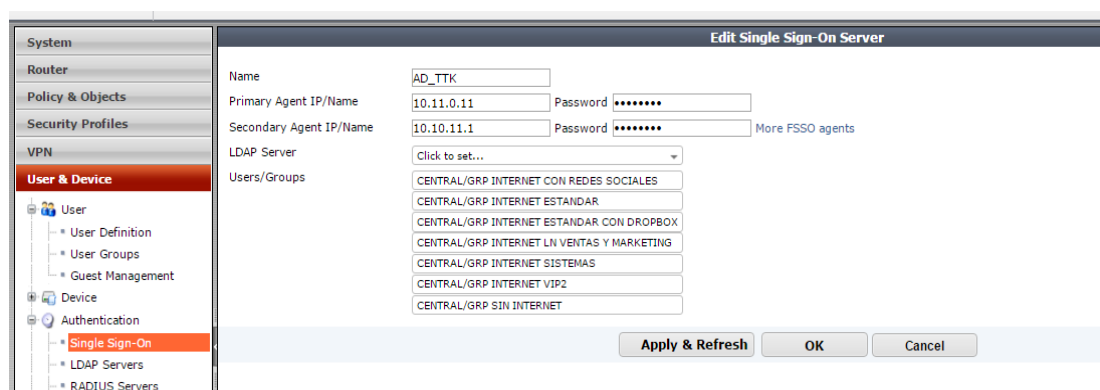 Edit Single Sign-On Server
System
Router
Policy & Objects
Security Profiles
VPN
User & Device
User
User Definition
User Groups
Guest Management
Device
Authentication
Single Sign-On
LDAP Servers
RADIUS Servers
Name AD_TTK
Primary Agent IP/Name 10.11.0.11 Password ••••••••
Secondary Agent IP/Name 10.10.11.1 Password •••••••• More FSSO agents
LDAP Server Click to set...
Users/Groups CENTRAL/GRP INTERNET CON REDES SOCIALES
CENTRAL/GRP INTERNET ESTANDAR
CENTRAL/GRP INTERNET ESTANDAR CON DROPBOX
CENTRAL/GRP INTERNET LN VENTAS Y MARKETING
CENTRAL/GRP INTERNET SISTEMAS
CENTRAL/GRP INTERNET VIP2
CENTRAL/GRP SIN INTERNET
Apply & Refresh OK Cancel